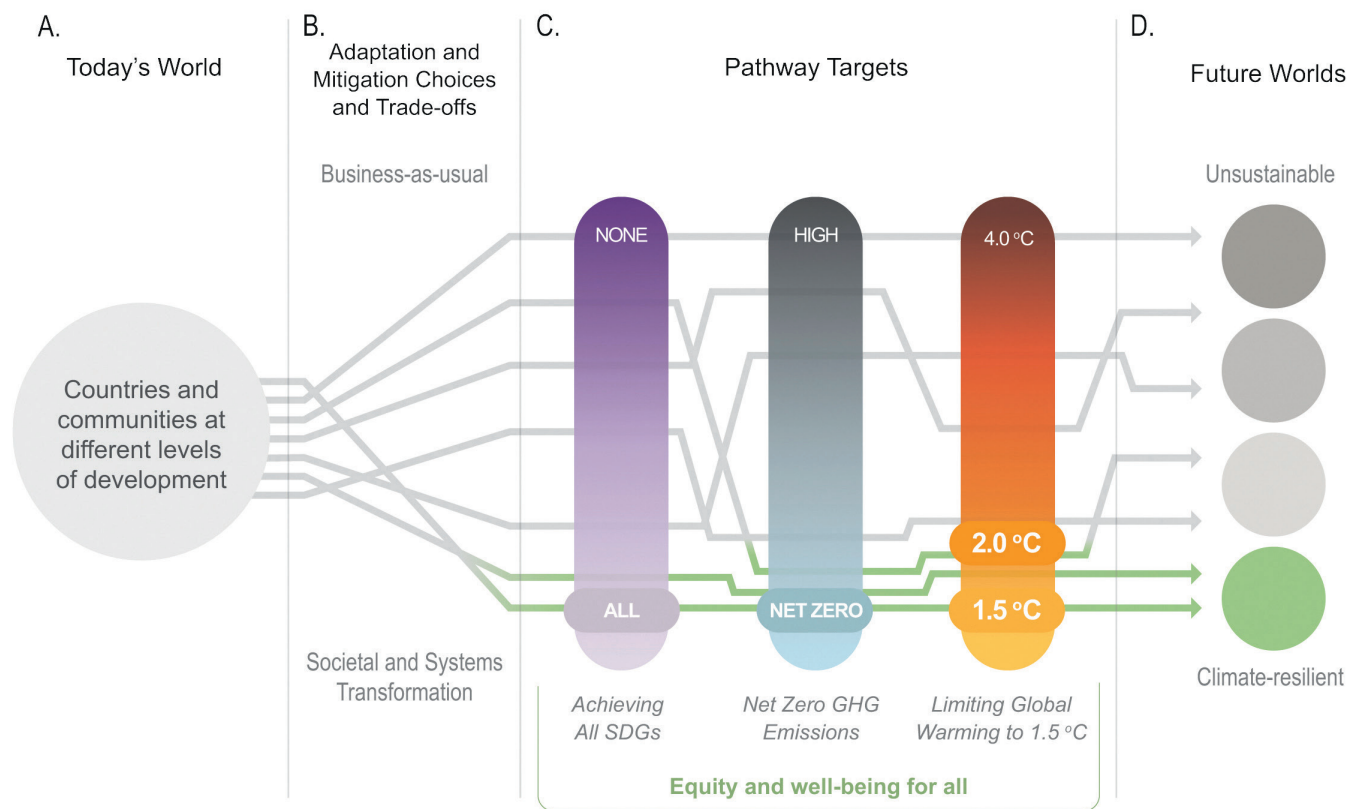 A.
Today’s World
B.
Adaptation and
Mitigation Choices
and Trade-offs
C.
Pathway Targets
D.
Future Worlds
Business-as-usual
Unsustainable
NONE
HIGH
4.0 °C
Countries and
communities at
different levels
of development
2.0 °C
ALL
NET ZERO
1.5 °C
Societal and Systems
Transformation
Climate-resilient
Achieving
All SDGs
Net Zero GHG
Emissions
Limiting Global
Warming to 1.5 °C
Equity and well-being for all